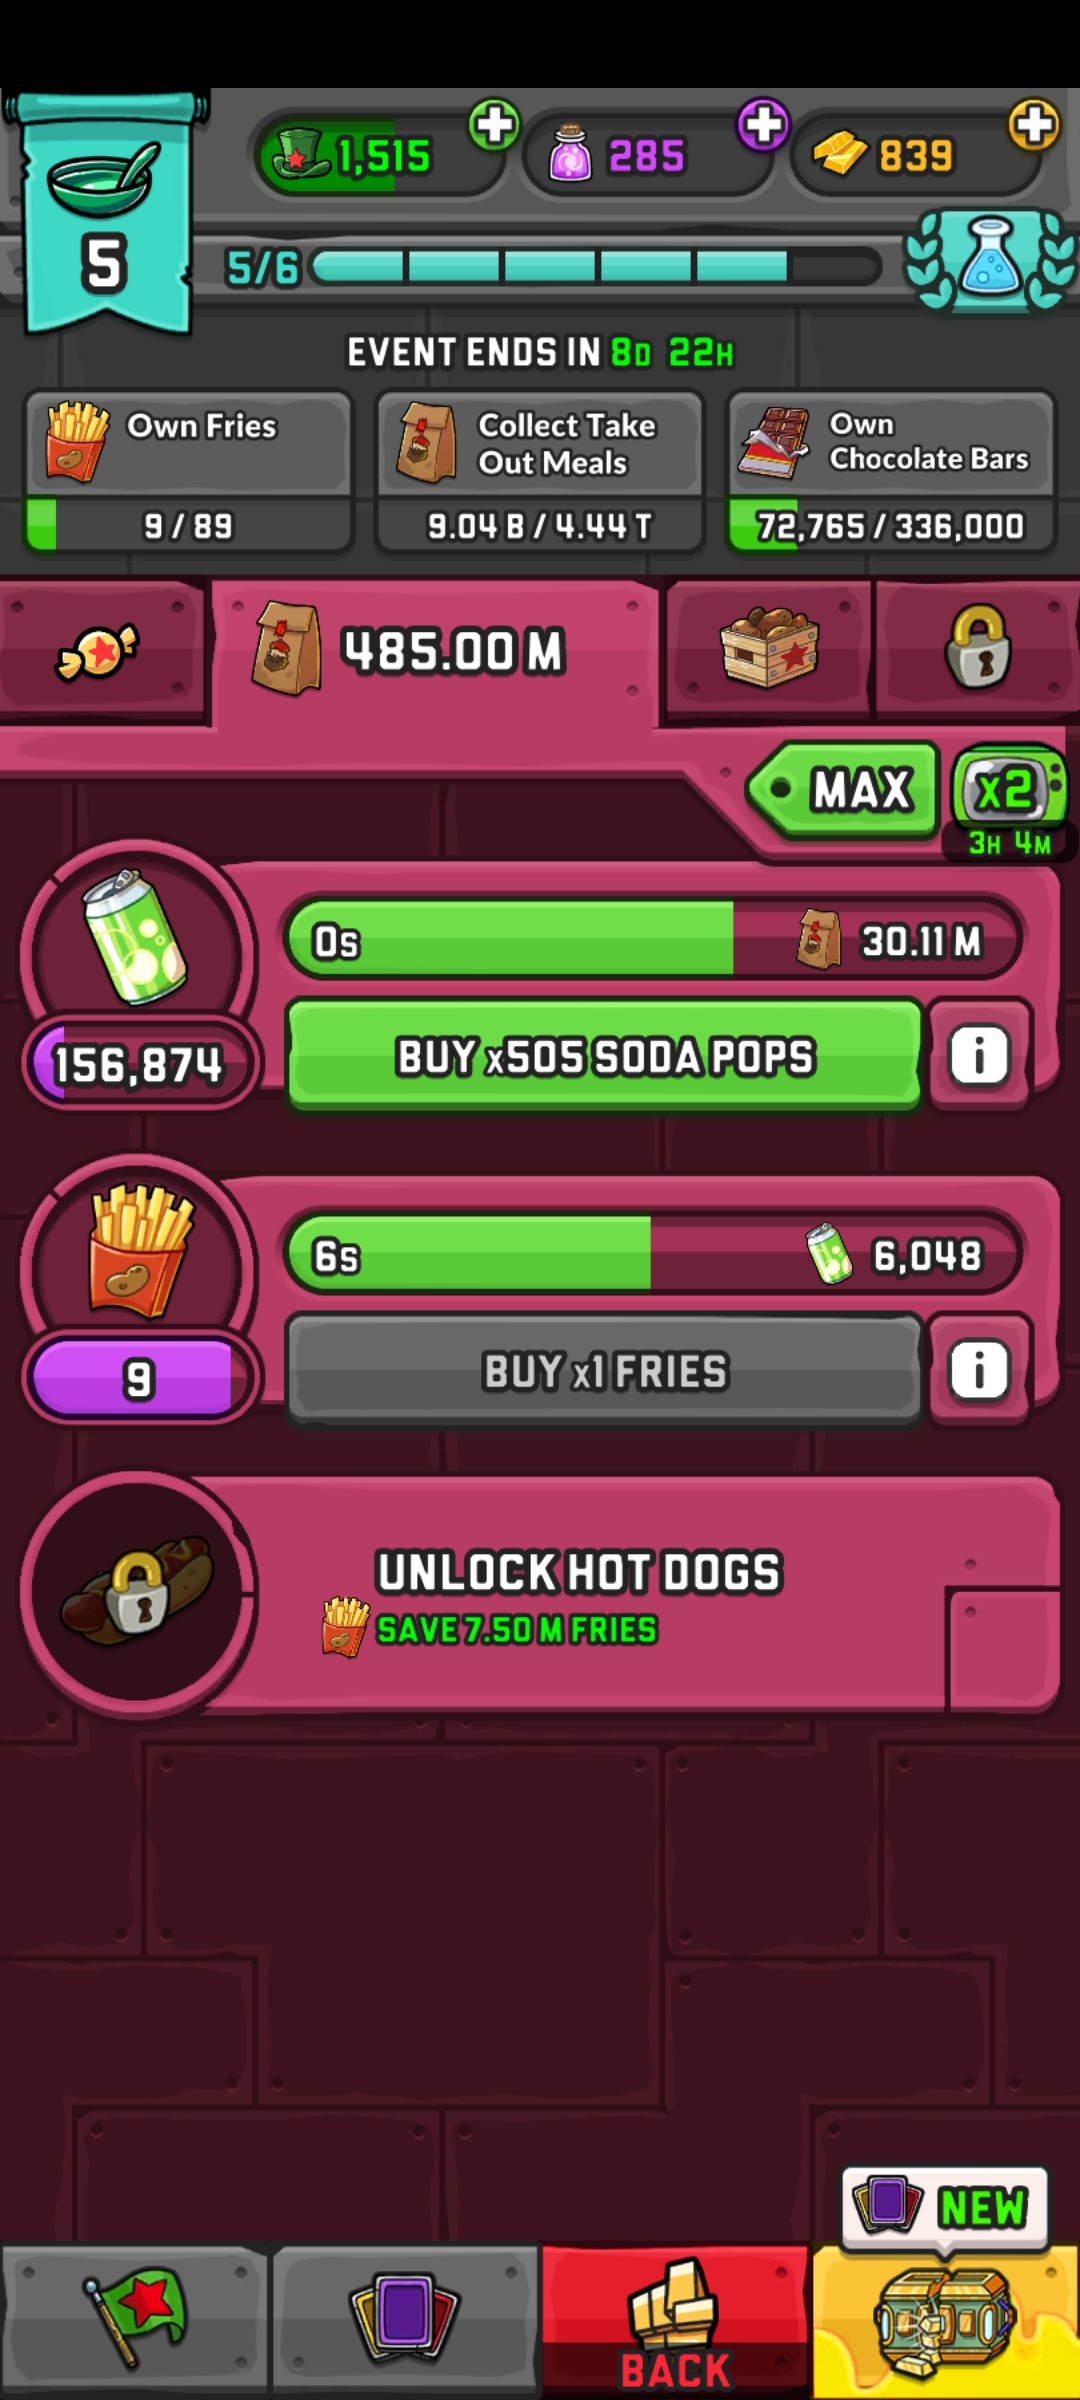 1,515
285
839
5
5/6
EVENT ENDS IN 8D 22H
Own Fries
9 / 89
Collect Take
Out Meals
9.04 B / 4.44 T
Own
Chocolate Bars
72,765 / 336,000
485.00 M
MAX
x2
3H 4M
0s
30.11 M
156,874
BUY x505 SODA POPS
i
6s
6,048
9
BUY x1 FRIES
i
UNLOCK HOT DOGS
SAVE 7.50 M FRIES
NEW
BACK